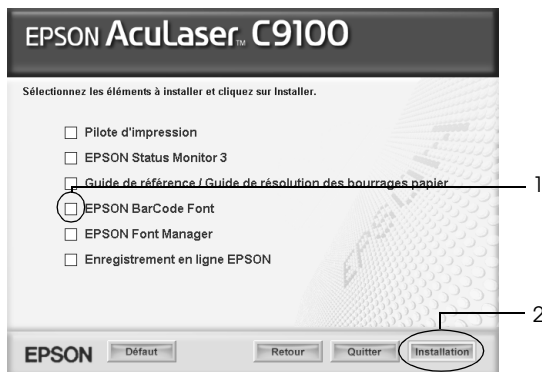 EPSON AcuLaser™ C9100
Sélectionnez les éléments à installer et cliquez sur Installer.
Pilote d'impression
EPSON Status Monitor 3
Guide de référence / Guide de résolution des bourrages papier
1
EPSON BarCode Font
EPSON Font Manager
Enregistrement en ligne EPSON
EPSON
2
EPSON
Défaut
Retour
Quitter
Installation